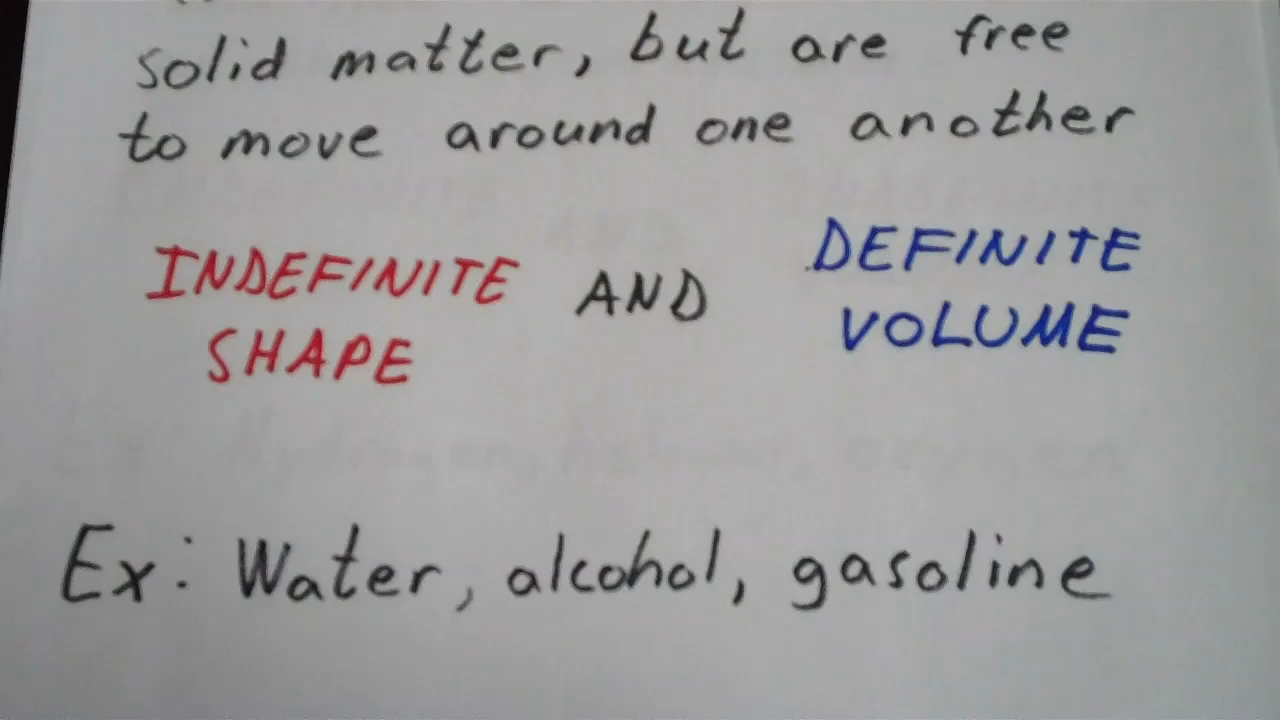 solid matter, but are free
to move around one another
INDEFINITE AND DEFINITE
SHAPE VOLUME
Ex: Water, alcohol, gasoline